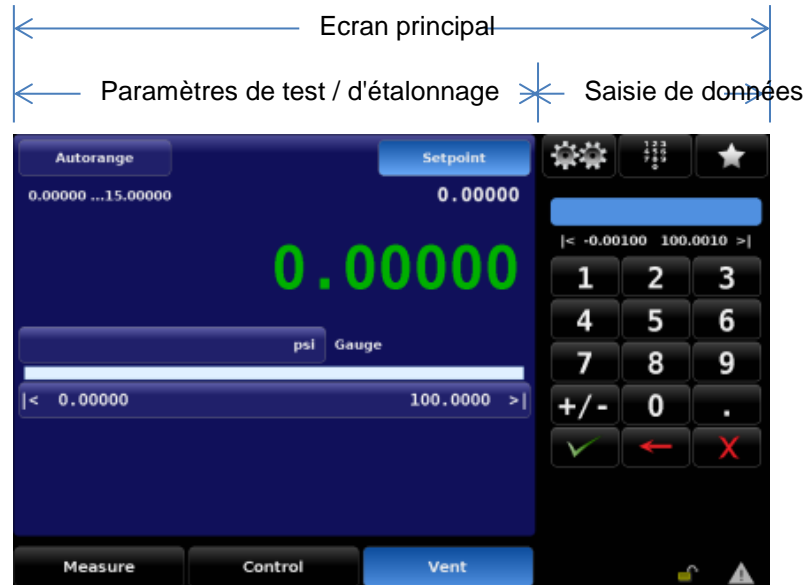 Ecran principal
Paramètres de test / d'étalonnage Saisie de données
Autorange Setpoint
0.00000 ...15.00000 0.00000
|< -0.00100 100.0010 >|
0.00000
1 2 3
4 5 6
psi Gauge
7 8 9
|< 0.00000 100.0000 >|
+/- 0 .
Measure Control Vent